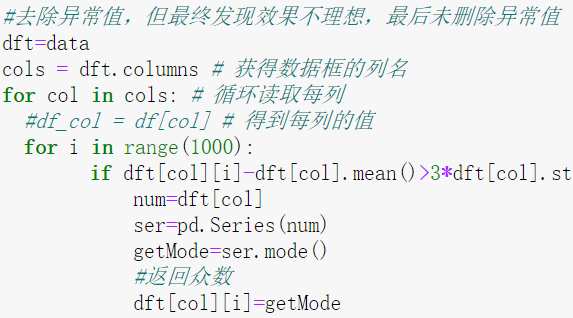 #去除异常值，但最终发现效果不理想，最后未删除异常值
dft=data
cols = dft.columns # 获得数据框的列名
for col in cols: # 循环读取每列
#df_col = df[col] # 得到每列的值
for i in range(1000):
if dft[col][i]-dft[col].mean()>3*dft[col].st
num=dft[col]
ser=pd.Series(num)
getMode=ser.mode()
#返回众数
dft[col][i]=getMode